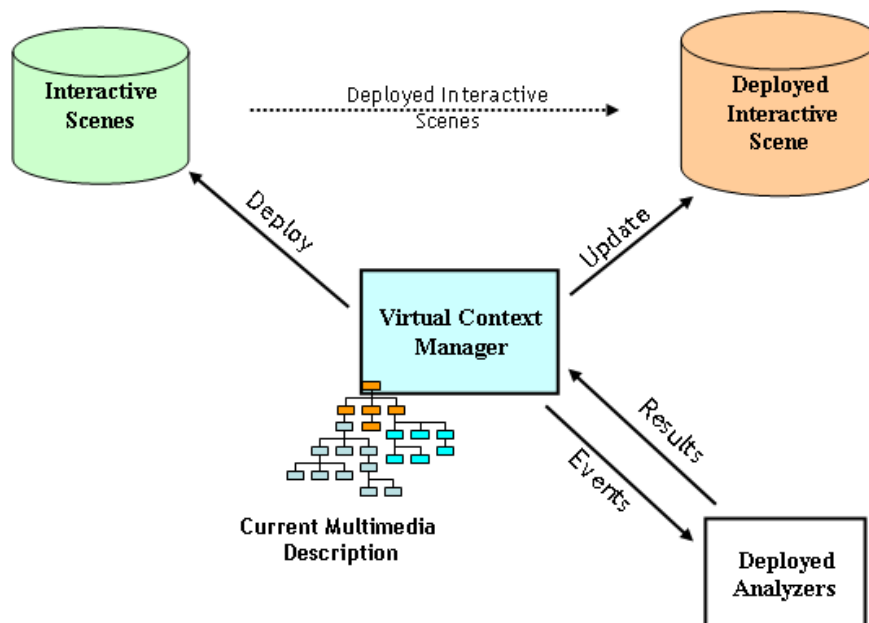 Interactive
Scenes
Deployed Interactive
Scenes
Deployed
Interactive
Scene
Deploy
Update
Virtual Context
Manager
Results
Events
Current Multimedia
Description
Deployed
Analyzers